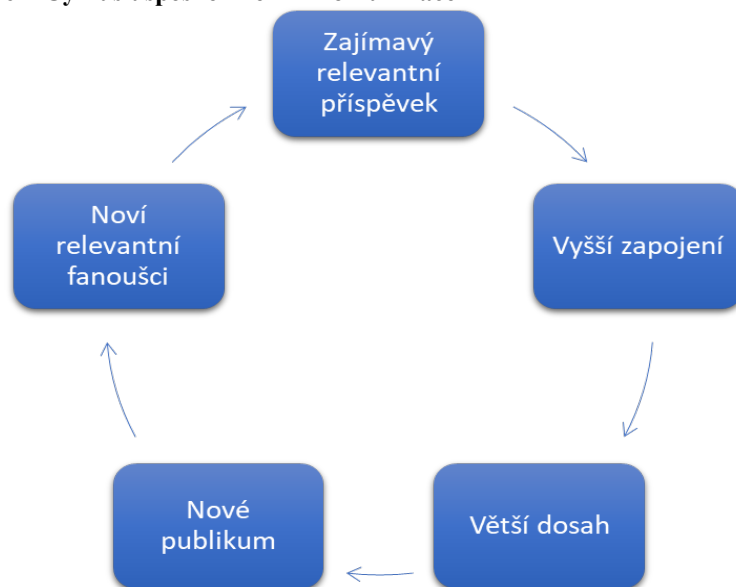 Zajímavý
relevantní
příspěvek
Vyšší zapojení
Větší dosah
Nové
publikum
Noví
relevantní
fanoušci